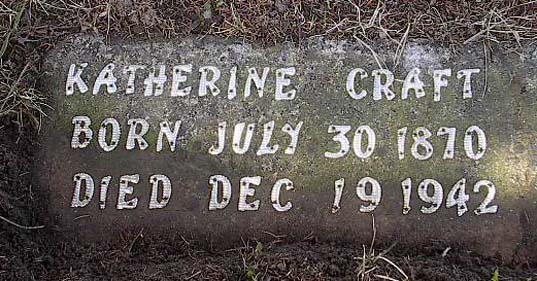 KATHERINE CRAFT
BORN JULY 30 1870
DIED DEC 19 1942